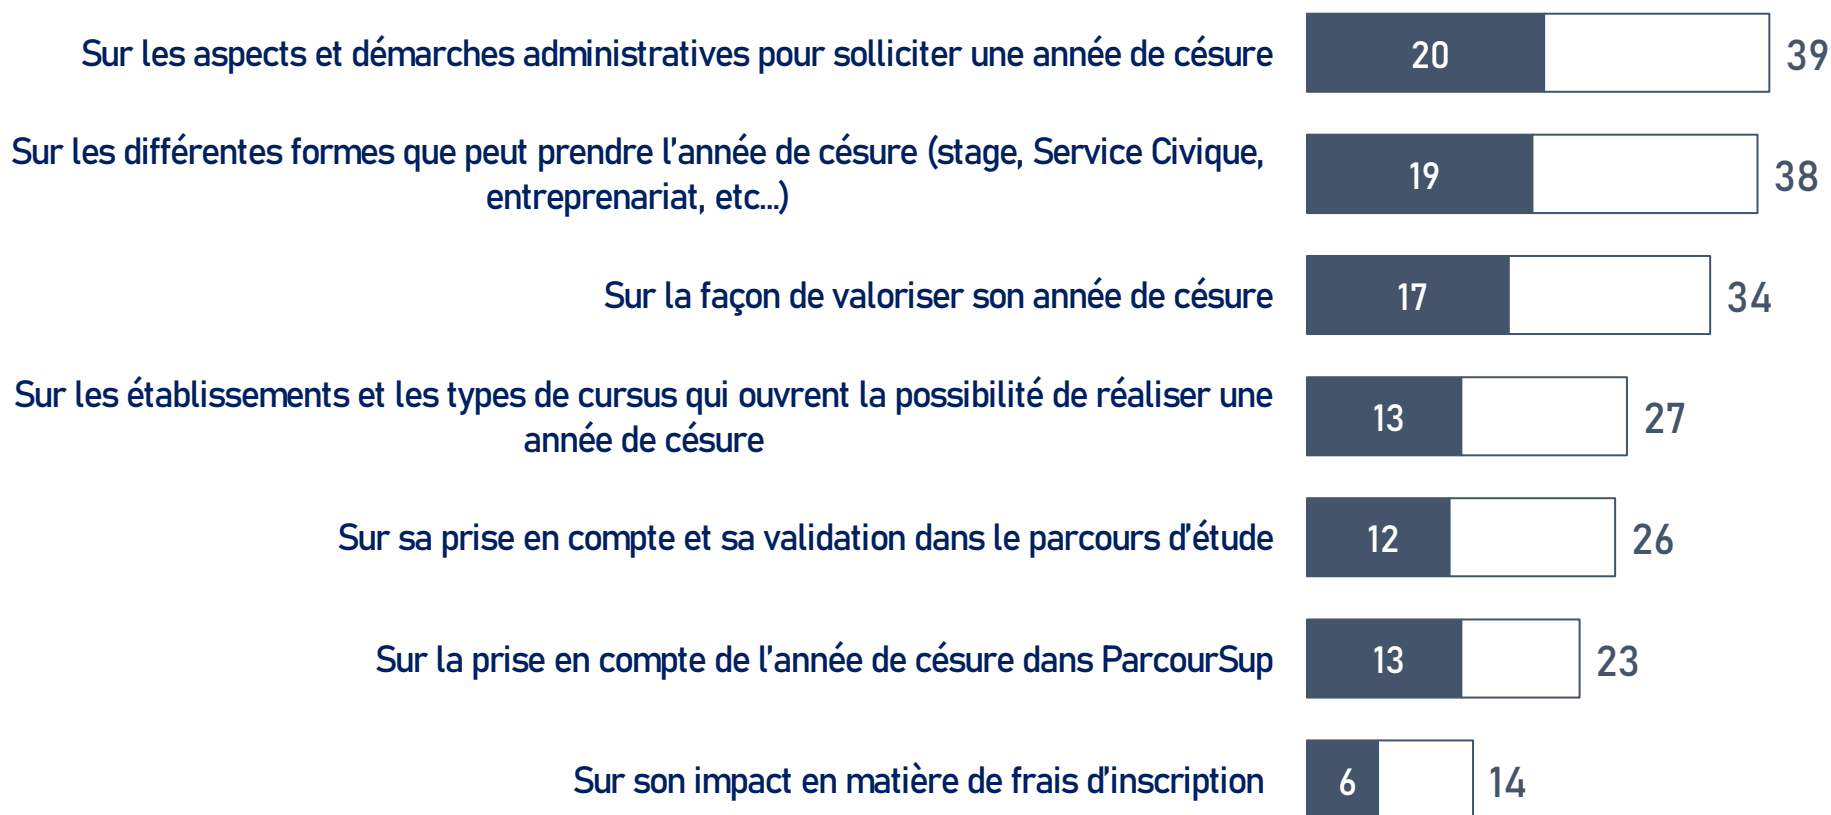 Sur les aspects et démarches administratives pour solliciter une année de césure
20
39
Sur les différentes formes que peut prendre l'année de césure (stage, Service Civique,
entreprenariat, etc...)
19
38
Sur la façon de valoriser son année de césure
17
34
Sur les établissements et les types de cursus qui ouvrent la possibilité de réaliser une
année de césure
13
27
Sur sa prise en compte et sa validation dans le parcours d'étude
12
26
Sur la prise en compte de l'année de césure dans ParcourSup
13
23
Sur son impact en matière de frais d'inscription
6
14